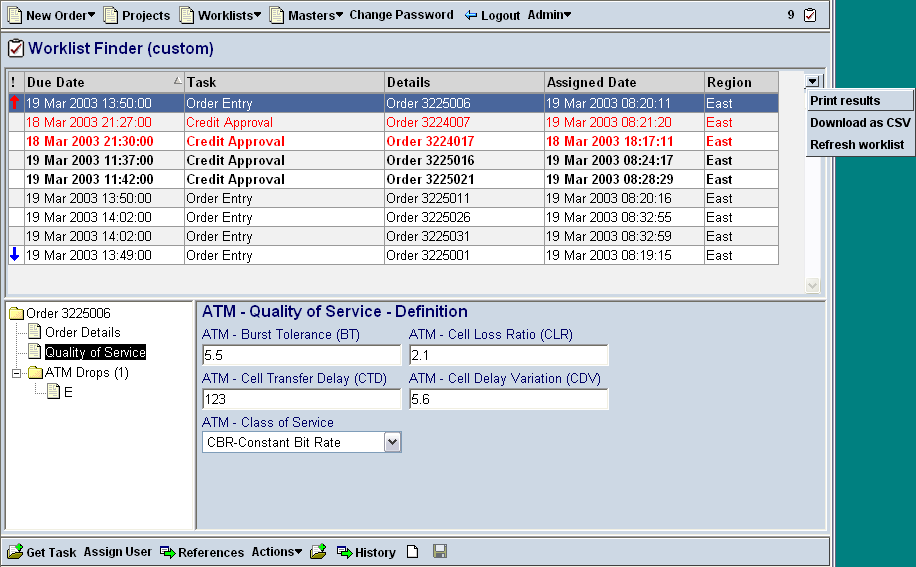 New Order Projects Worklists Masters Change Password Logout Admin 9
Worklist Finder (custom)
! Due Date Task Details Assigned Date Region
19 Mar 2003 13:50:00 Order Entry Order 3225006 19 Mar 2003 08:20:11 East
18 Mar 2003 21:27:00 Credit Approval Order 3224007 19 Mar 2003 08:21:20 East
18 Mar 2003 21:30:00 Credit Approval Order 3224017 18 Mar 2003 18:17:11 East
19 Mar 2003 11:37:00 Credit Approval Order 3225016 19 Mar 2003 08:24:17 East
19 Mar 2003 11:42:00 Credit Approval Order 3225021 19 Mar 2003 08:28:29 East
19 Mar 2003 13:50:00 Order Entry Order 3225011 19 Mar 2003 08:20:16 East
19 Mar 2003 14:02:00 Order Entry Order 3225026 19 Mar 2003 08:32:55 East
19 Mar 2003 14:02:00 Order Entry Order 3225031 19 Mar 2003 08:32:59 East
19 Mar 2003 13:49:00 Order Entry Order 3225001 19 Mar 2003 08:19:15 East
Print results
Download as CSV
Refresh worklist
Order 3225006
Order Details
Quality of Service
ATM Drops (1)
E
ATM - Quality of Service - Definition
ATM - Burst Tolerance (BT) ATM - Cell Loss Ratio (CLR)
5.5 2.1
ATM - Cell Transfer Delay (CTD) ATM - Cell Delay Variation (CDV)
123 5.6
ATM - Class of Service
CBR-Constant Bit Rate
Get Task Assign User References Actions History